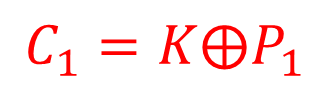 C₁ = K⊕P₁